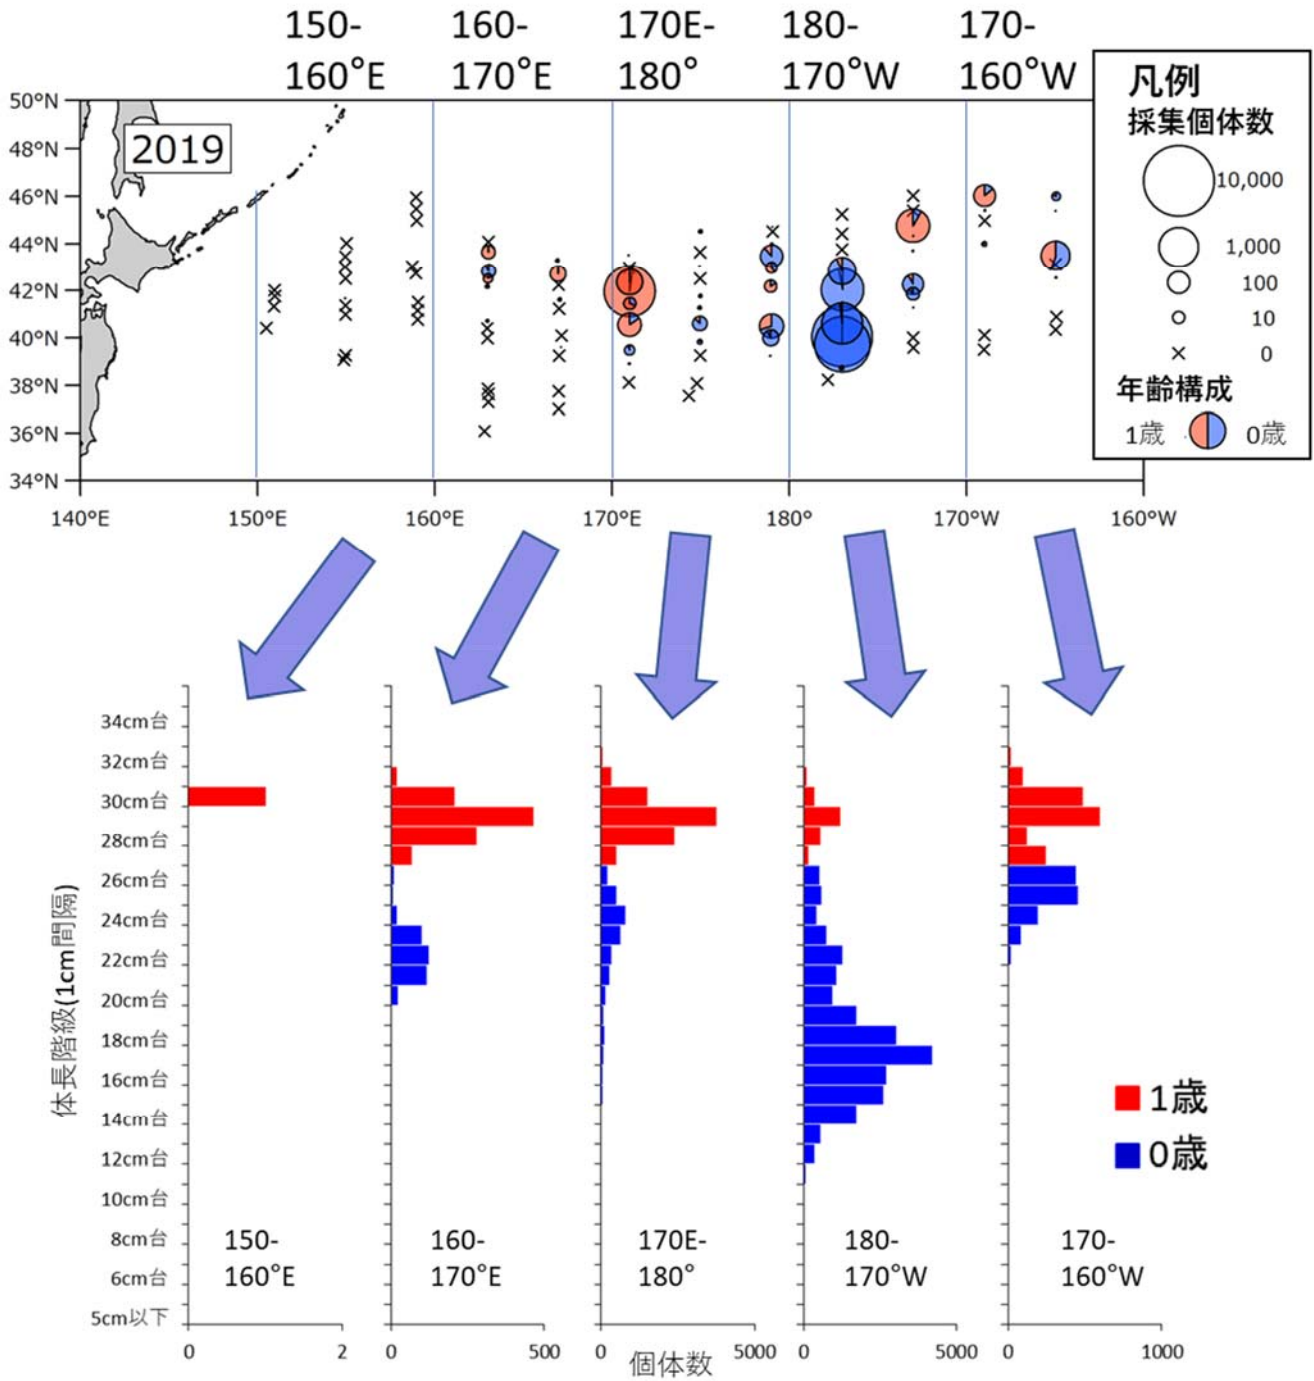 150-
160°E
160-
170°E
170E-
180°
180-
170°W
170-
160°W
50°N
48°N
46°N
44°N
42°N
40°N
38°N
36°N
34°N
2019
凡例
採集個体数
10,000
1,000
100
10
0
年齢構成
1歳
0歳
140°E
150°E
160°E
170°E
180°
170°W
160°W
体長階級(1cm間隔)
34cm台
32cm台
30cm台
28cm台
26cm台
24cm台
22cm台
20cm台
18cm台
16cm台
14cm台
12cm台
10cm台
8cm台
6cm台
5cm以下
1歳
0歳
150-
160°E
160-
170°E
170E-
180°
180-
170°W
170-
160°W
0
2
0
500
0
5000
0
5000
0
1000
個体数